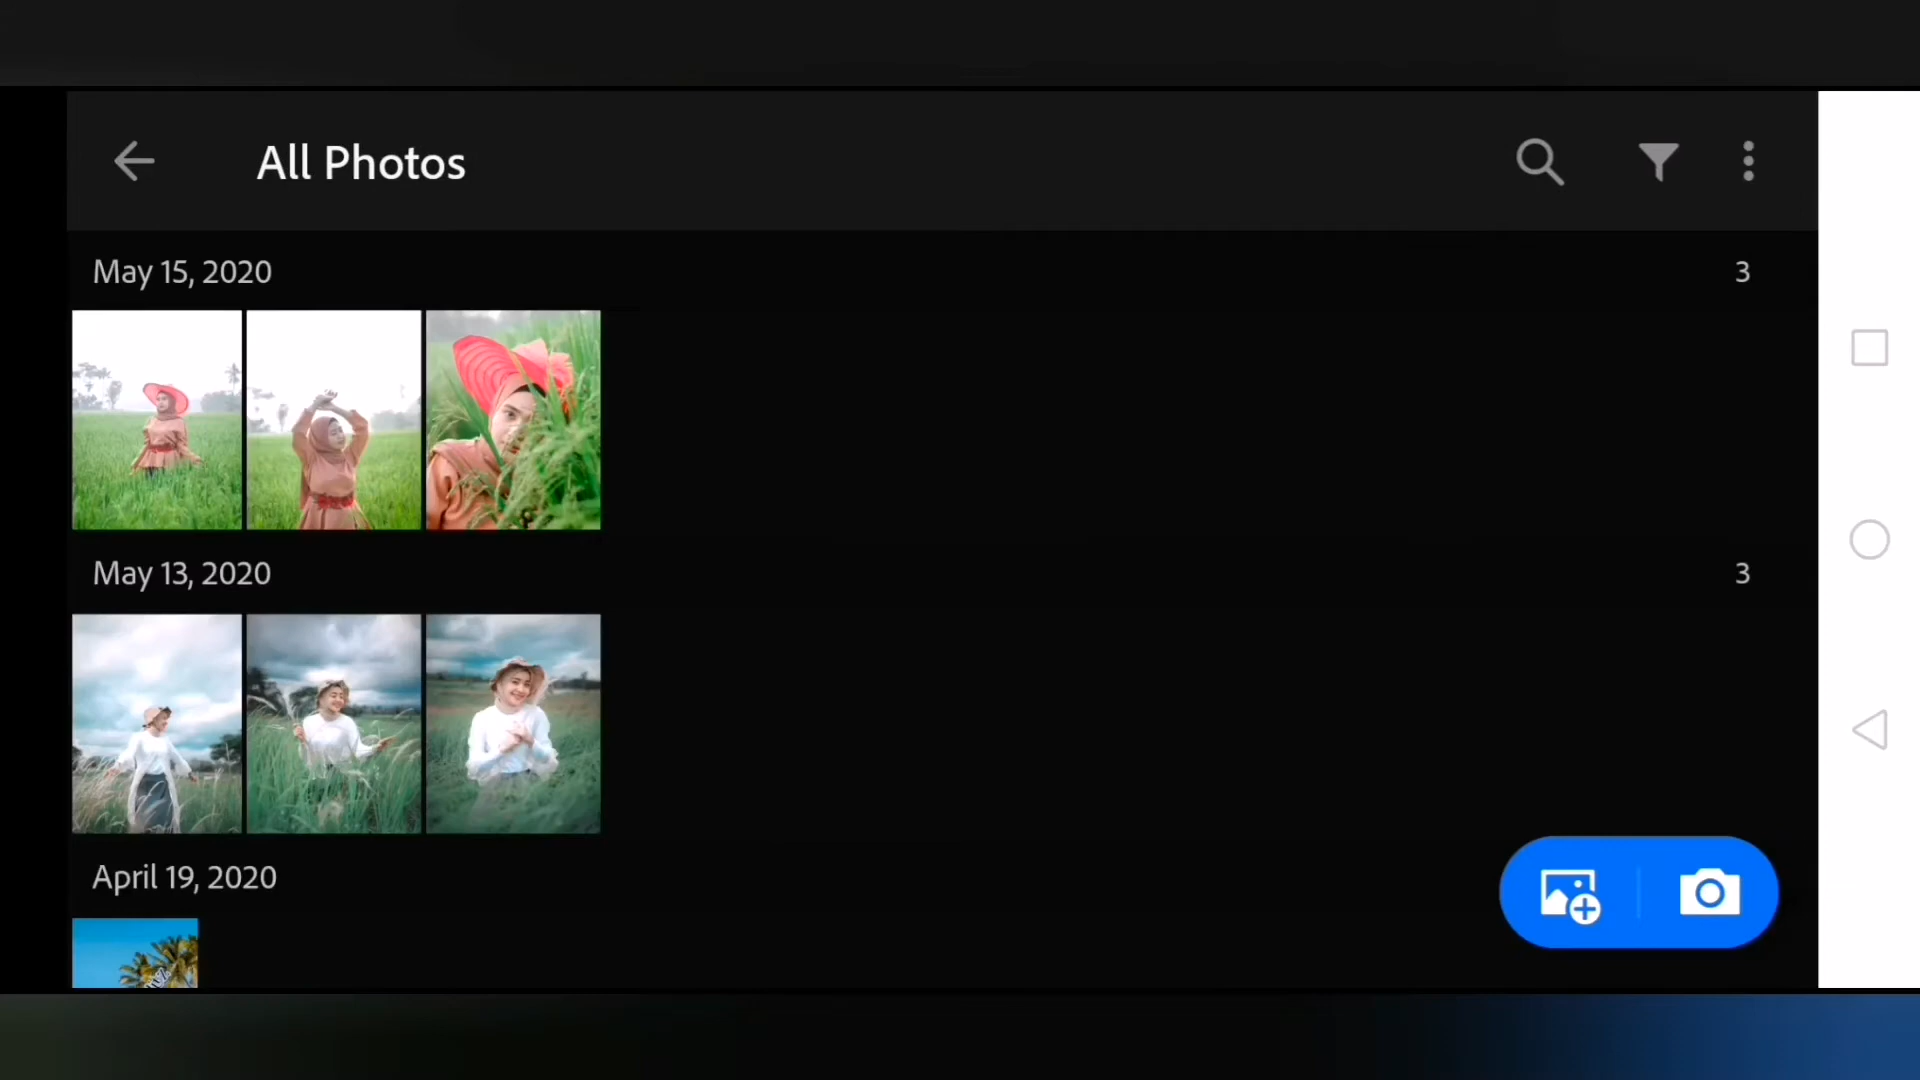 All Photos
May 15, 2020
3
May 13, 2020
3
April 19, 2020